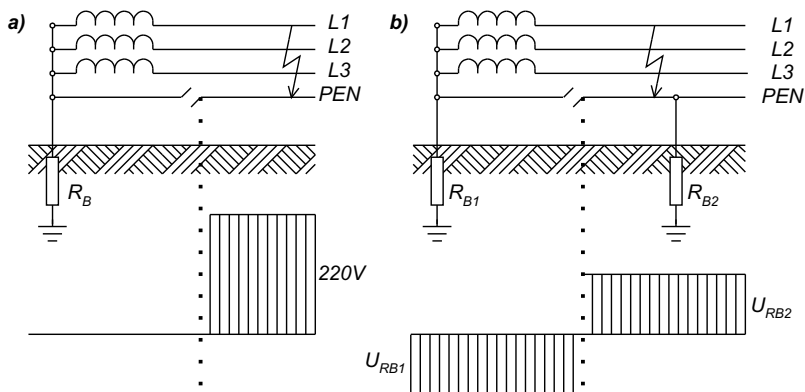 a)
L1
L2
L3
PEN
R_B
220V
b)
L1
L2
L3
PEN
R_B1
R_B2
U_RB2
U_RB1